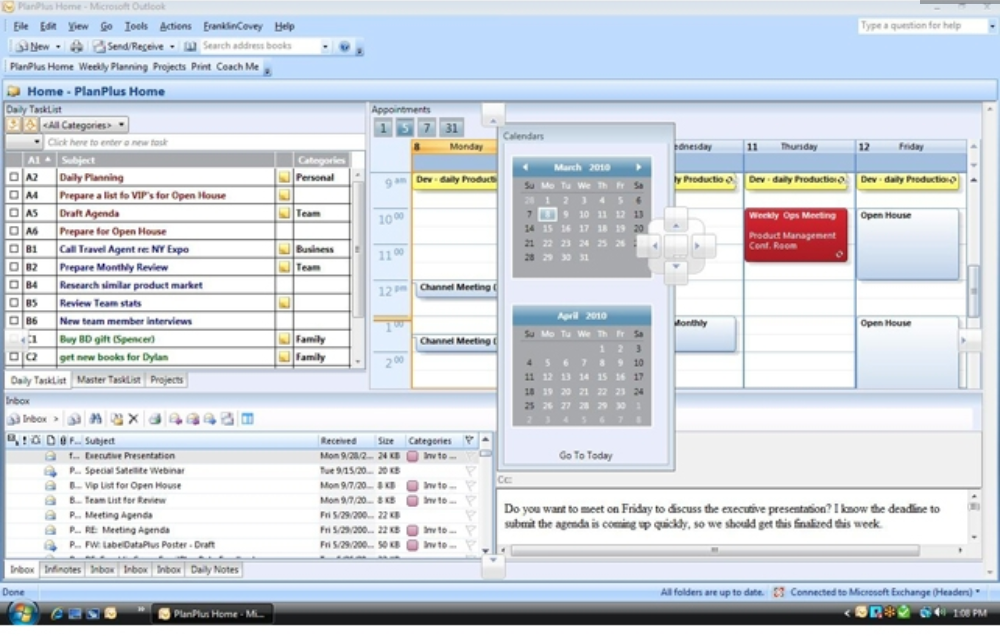 PlanPlus Home - Microsoft Outlook
File Edit View Go Tools Actions FranklinCovey Help
Type a question for help
New Send/Receive Search address books
PlanPlus Home Weekly Planning Projects Print Coach Me
Home - PlanPlus Home
Daily TaskList
<All Categories>
Click here to enter a new task
A1 Subject Categories
A2 Daily Planning Personal
A4 Prepare a list fo VIP's for Open House
A5 Draft Agenda Team
A6 Prepare for Open House
B1 Call Travel Agent re: NY Expo Business
B2 Prepare Monthly Review Team
B4 Research similar product market
B5 Review Team stats
B6 New team member interviews
C1 Buy BD gift (Spencer) Family
C2 get new books for Dylan Family
Daily TaskList Master TaskList Projects
Appointments
1 5 7 31
8 Monday
ednesday
11 Thursday
12 Friday
9 am
10 00
11 00
12 pm
1 00
2 00
Dev - daily Producti
ly Productio
Dev - daily Production
Dev - daily Production
Weekly Ops Meeting
Product Management
Conf. Room
Open House
Channel Meeting (
Channel Meeting (
Monthly
Open House
Calendars
March 2010
Su Mo Tu We Th Fr Sa
28 1 2 3 4 5 6
7 8 9 10 11 12 13
14 15 16 17 18 19 20
21 22 23 24 25 26
28 29 30 31
April 2010
Su Mo Tu We Th Fr Sa
1 2 3
4 5 6 7 8 9 10
11 12 13 14 15 16 17
18 19 20 21 22 23 24
25 26 27 28 29 30 1
2 3 4 5 6 7 8
Go To Today
Inbox
Inbox
F... Subject Received Size Categories
f... Executive Presentation Mon 9/28/2... 24 KB Inv to ...
P... Special Satellite Webinar Tue 9/15/20... 20 KB
B... Vip List for Open House Mon 9/7/20... 8 KB Inv to ...
B... Team List for Review Mon 9/7/20... 8 KB Inv to ...
P... Meeting Agenda Fri 5/29/200... 22 KB
P... RE: Meeting Agenda Fri 5/29/200... 22 KB Inv to ...
P... FW: LabelDataPlus Poster - Draft Fri 5/29/200... 50 KB Inv to ...
Inbox Infinotes Inbox Inbox Inbox Daily Notes
Cc:
Do you want to meet on Friday to discuss the executive presentation? I know the deadline to
submit the agenda is coming up quickly, so we should get this finalized this week.
Done
All folders are up to date. Connected to Microsoft Exchange (Headers)
PlanPlus Home - Mi...
1:08 PM